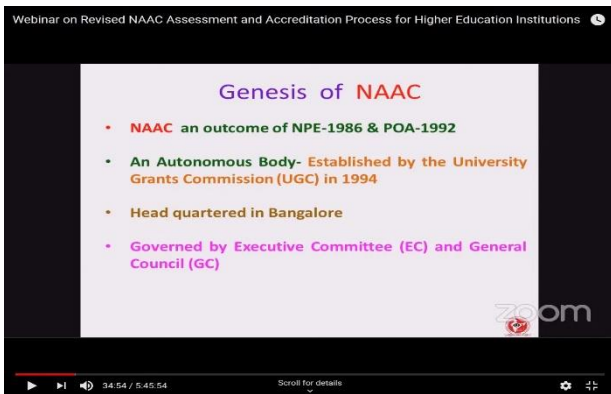 Webinar on Revised NAAC Assessment and Accreditation Process for Higher Education Institutions
Genesis of NAAC
• NAAC an outcome of NPE-1986 & POA-1992
• An Autonomous Body- Established by the University
Grants Commission (UGC) in 1994
• Head quartered in Bangalore
• Governed by Executive Committee (EC) and General
Council (GC)
zoom
34:54 / 5:45:54
Scroll for details